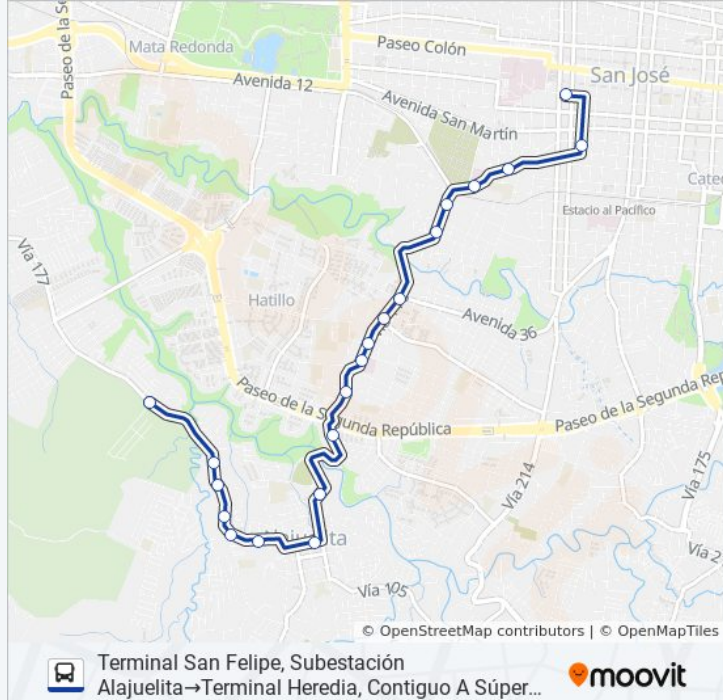 Paseo de la Se
Mata Redonda
Paseo Colón
San José
Avenida 12
Avenida San Martín
Cate
Estacio al Pacífico
Vía 177
Hatillo
Avenida 36
Paseo de la Segunda República
Paseo de la Segunda Rep
Vía 214
Vía 175
Vía 2
Vía 105
© OpenStreetMap contributors | © OpenMapTiles
Terminal San Felipe, Subestación
Alajuelita→Terminal Heredia, Contiguo A Súper...
moovit